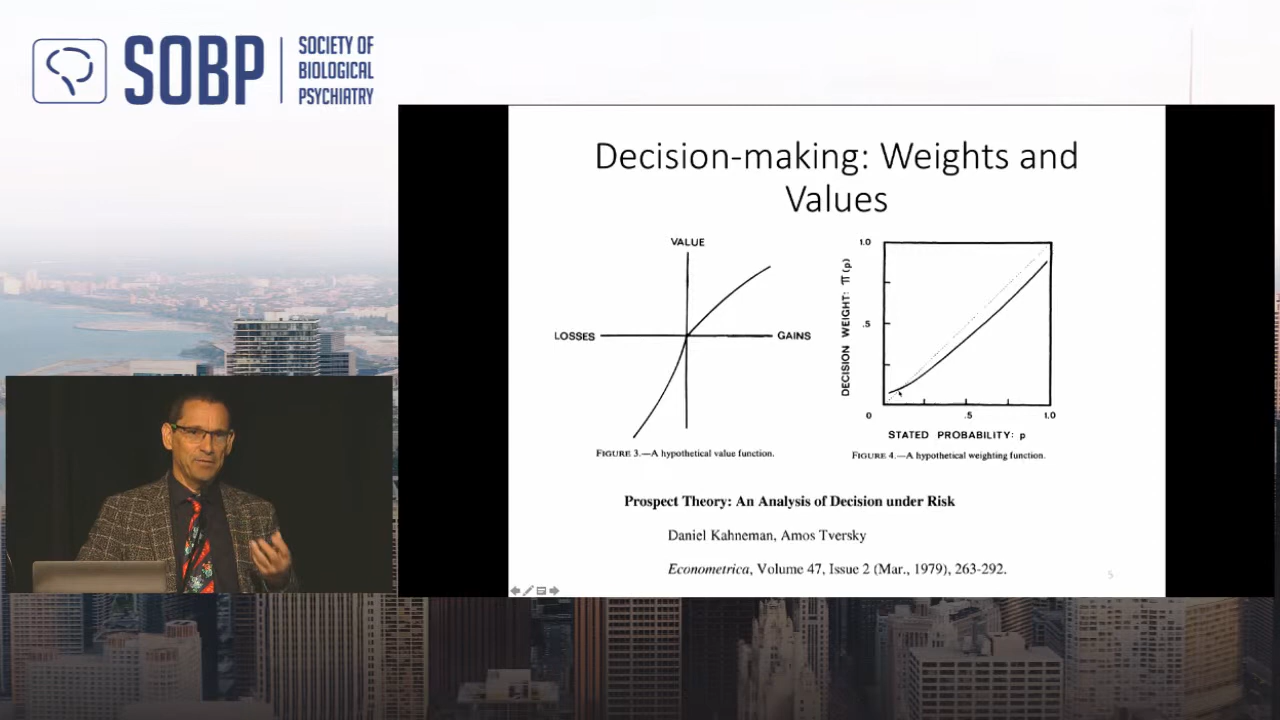 SOBP
SOCIETY OF
BIOLOGICAL
PSYCHIATRY
Decision-making: Weights and
Values
VALUE
LOSSES
GAINS
FIGURE 3.—A hypothetical value function.
1.0
DECISION WEIGHT: π(p)
.5
0
.5
1.0
STATED PROBABILITY: p
FIGURE 4.—A hypothetical weighting function.
Prospect Theory: An Analysis of Decision under Risk
Daniel Kahneman, Amos Tversky
Econometrica, Volume 47, Issue 2 (Mar., 1979), 263-292.
5